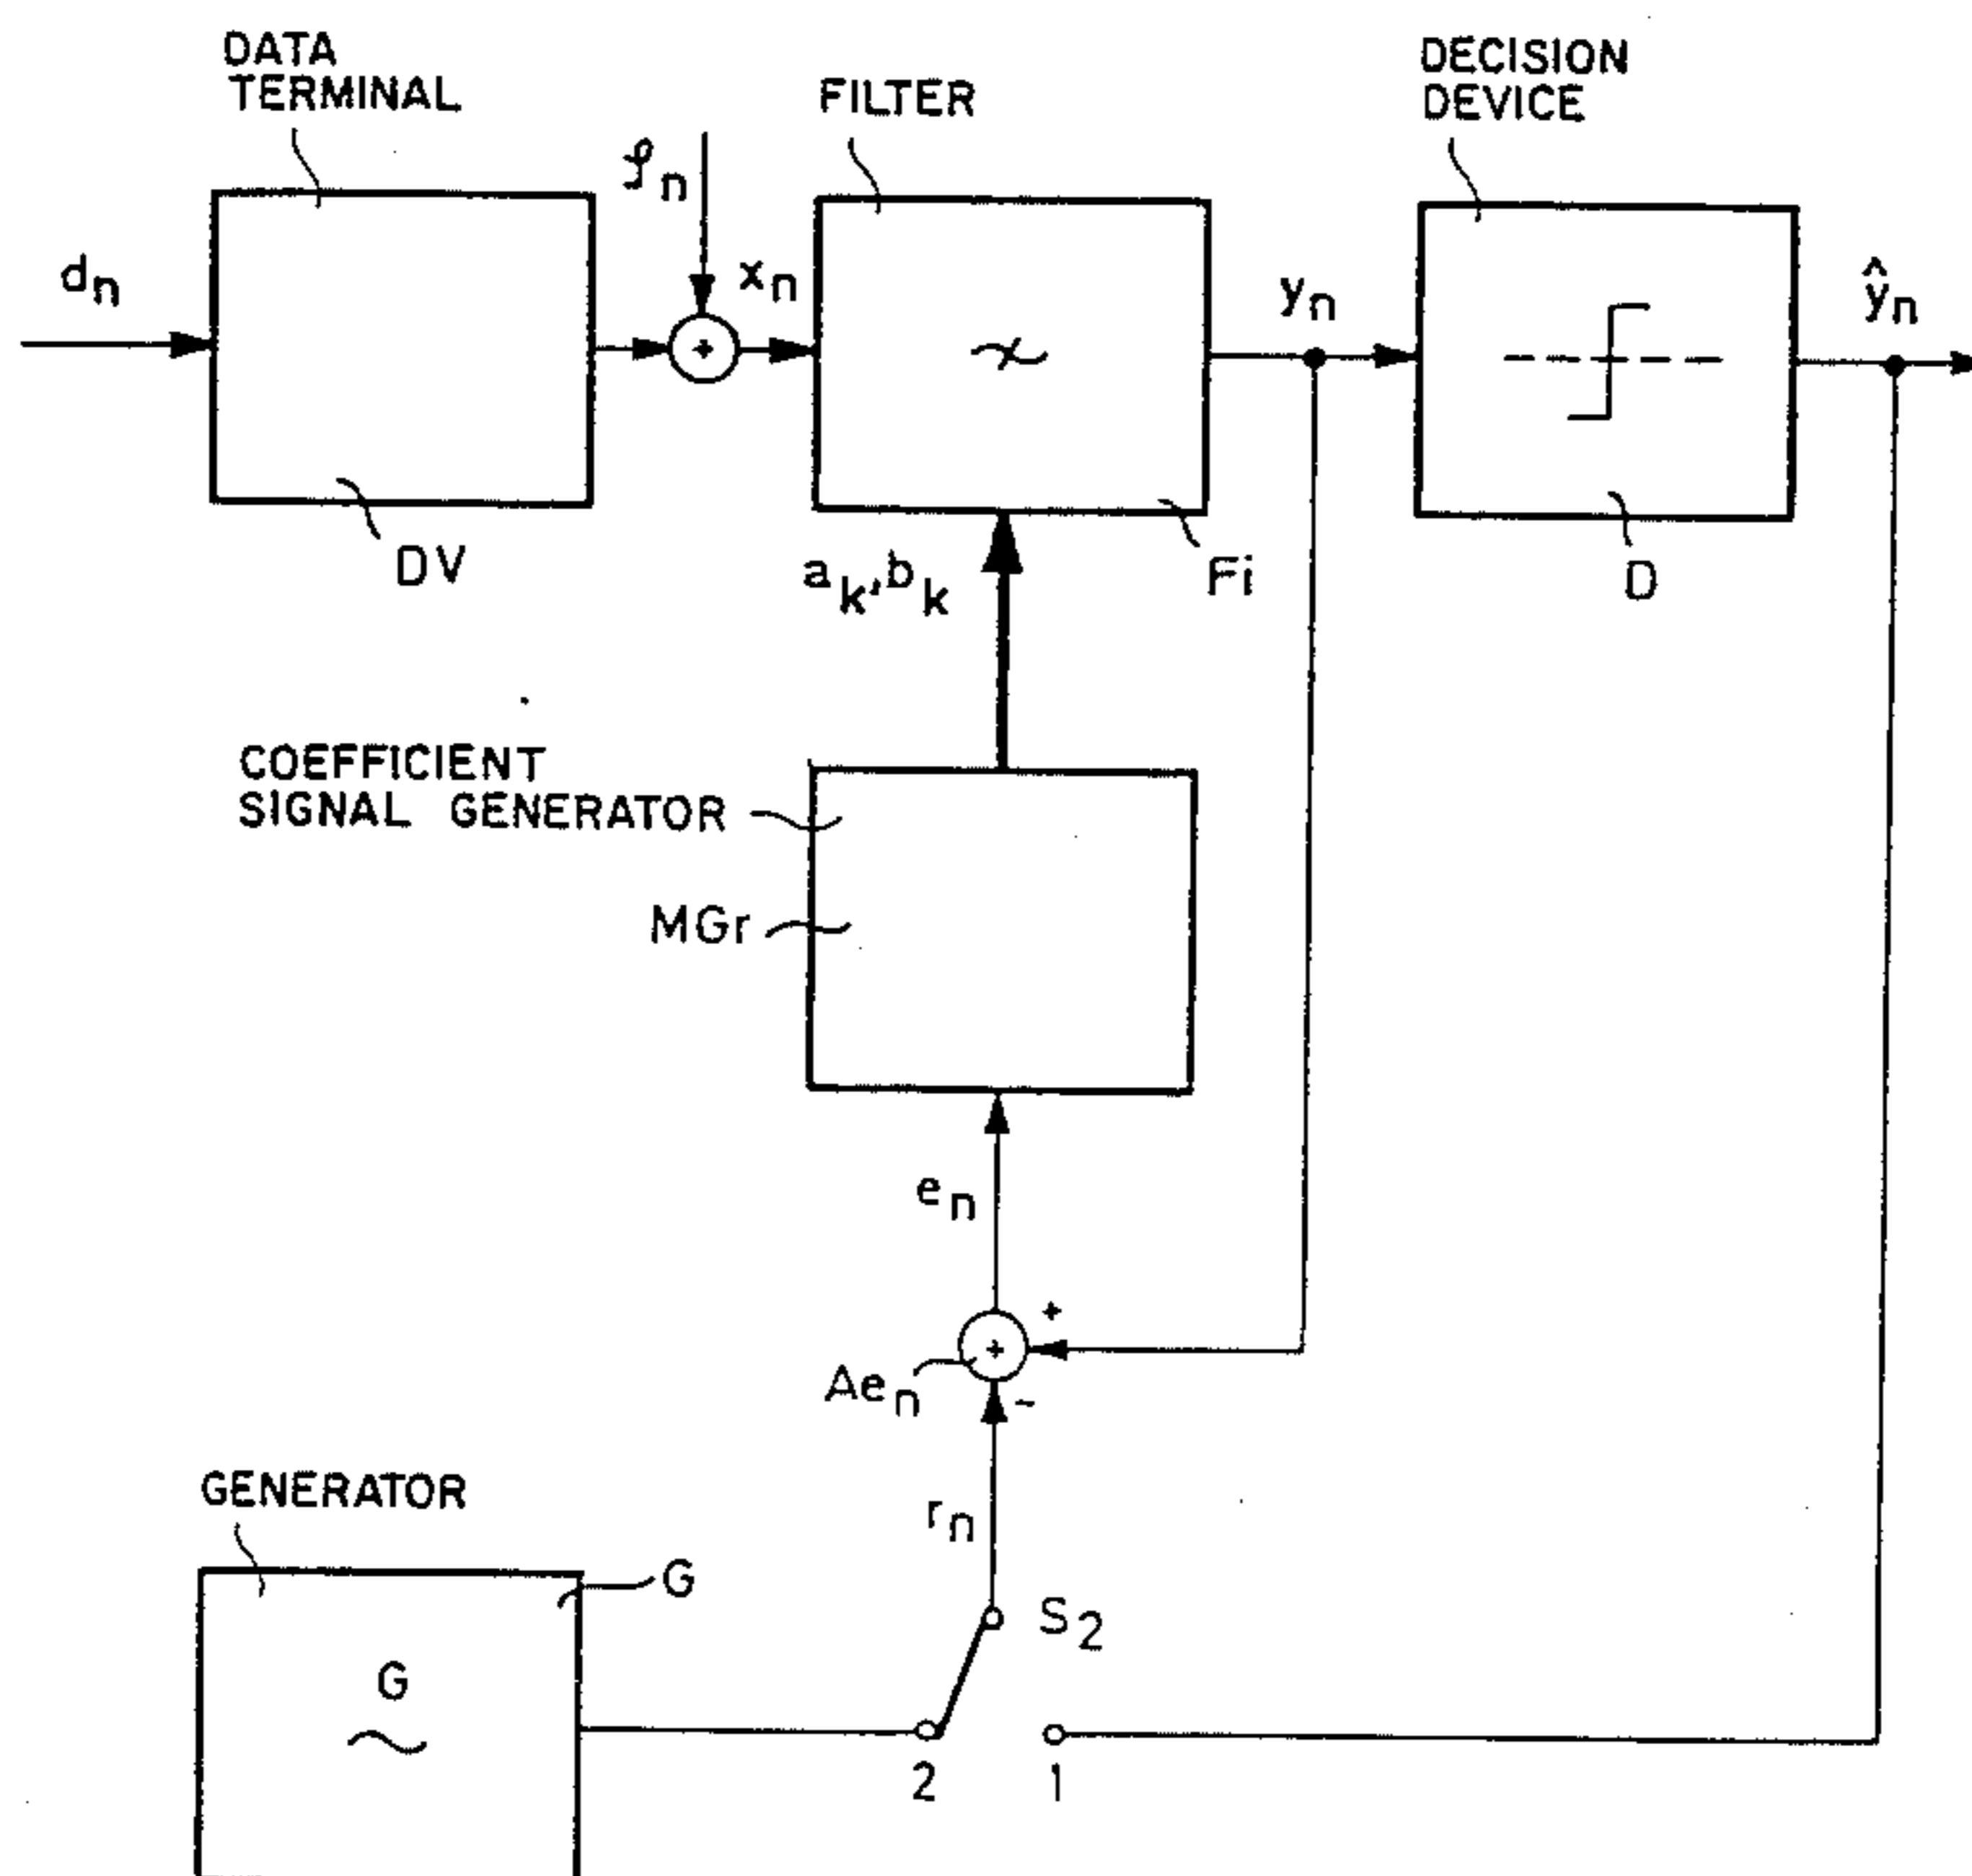 DATA
TERMINAL
FILTER
DECISION
DEVICE
dₙ
𝒮ₙ
xₙ
yₙ
ŷₙ
+
DV
aₖ,bₖ
Fi
D
COEFFICIENT
SIGNAL GENERATOR
MGr
eₙ
+
+
Aeₙ
-
GENERATOR
rₙ
G
S₂
G
2
1